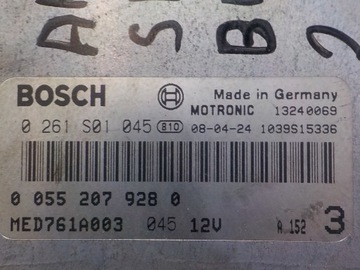 BOSCH Made in Germany
MOTRONIC 13240069
0 261 S01 045 810 08-04-24 1039S15336
0 055 207 928 0
MED761A003 045 12V A 152 3